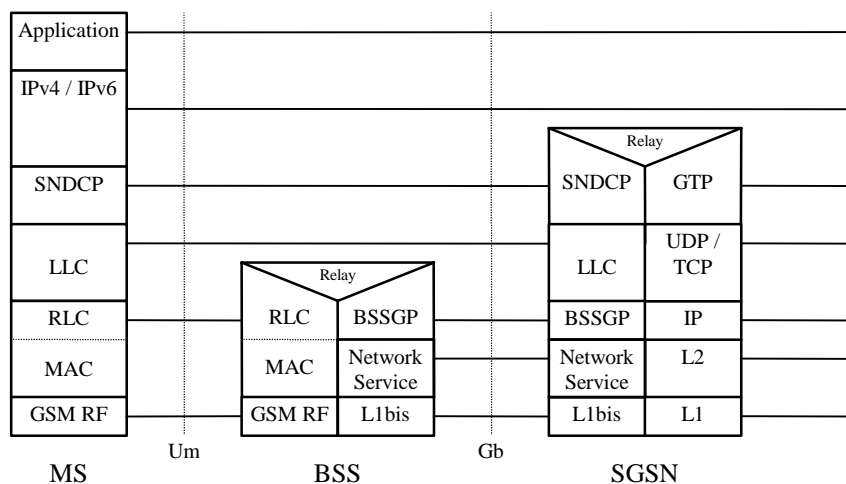 Application
IPv4 / IPv6
SNDCP
LLC
RLC
MAC
GSM RF
MS
Um
Relay
RLC
BSSGP
MAC
Network
Service
GSM RF
L1bis
BSS
Gb
Relay
SNDCP
GTP
LLC
UDP /
TCP
BSSGP
IP
Network
Service
L2
L1bis
L1
SGSN